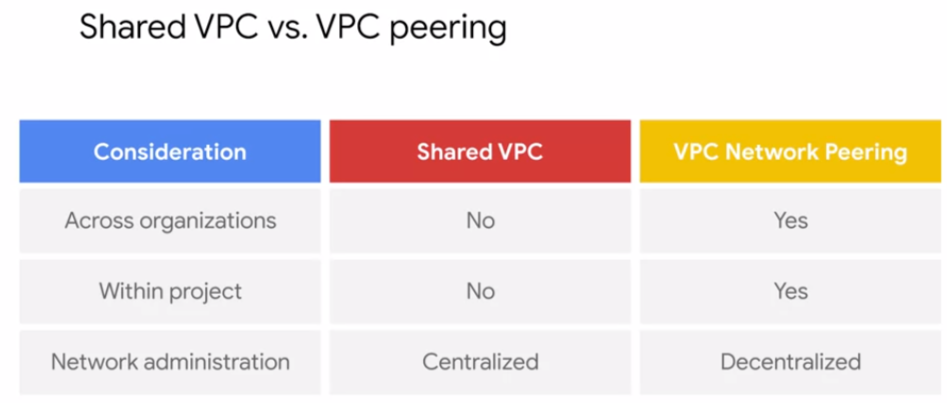 Shared VPC vs. VPC peering
Consideration Shared VPC VPC Network Peering
Across organizations No Yes
Within project No Yes
Network administration Centralized Decentralized